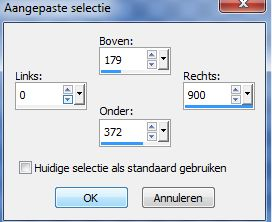 Aangepaste selectie
Boven:
179
Links:
0
Rechts:
900
Onder:
372
Huidige selectie als standaard gebruiken
OK
Annuleren